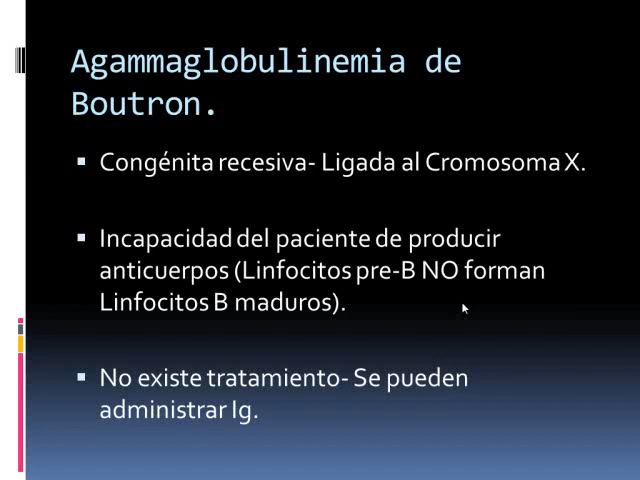 Agammaglobulinemia de
Boutron.
Congénita recesiva- Ligada al Cromosoma X.
Incapacidad del paciente de producir
anticuerpos (Linfocitos pre-B NO forman
Linfocitos B maduros).
No existe tratamiento- Se pueden
administrar Ig.